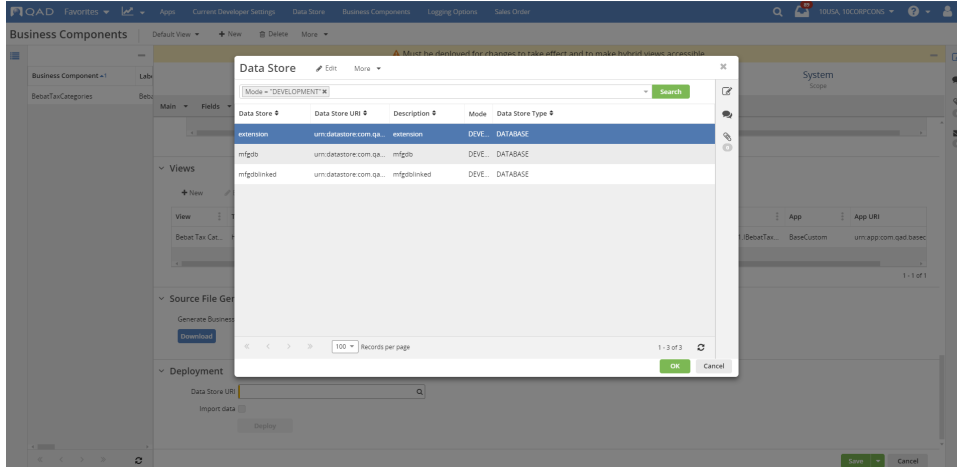 QAD Favorites Apps Current Developer Settings Data Store Business Components Logging Options Sales Order 10USA, 10CORPCONS
Business Components Default View + New Delete More
Must be deployed for changes to take effect and to make hybrid views accessible
Data Store Edit More
Business Component
System
Scope
Mode = "DEVELOPMENT" Search
BebatTaxCategories
Main Fields
Data Store Data Store URI Description Mode Data Store Type
extension urn:datastore:com.qa... extension DEVE... DATABASE
mfgdb urn:datastore:com.qa... mfgdb DEVE... DATABASE
mfgdblinked urn:datastore:com.qa... mfgdblinked DEVE... DATABASE
Views
+ New
View App App URI
Bebat Tax Cat... BaseCustom urn:app:com.qad.basec
1 - 1 of 1
Source File Ger
Generate Business
Download
100 Records per page 1 - 3 of 3
OK Cancel
Deployment
Data Store URI
Import data
Deploy
Save Cancel